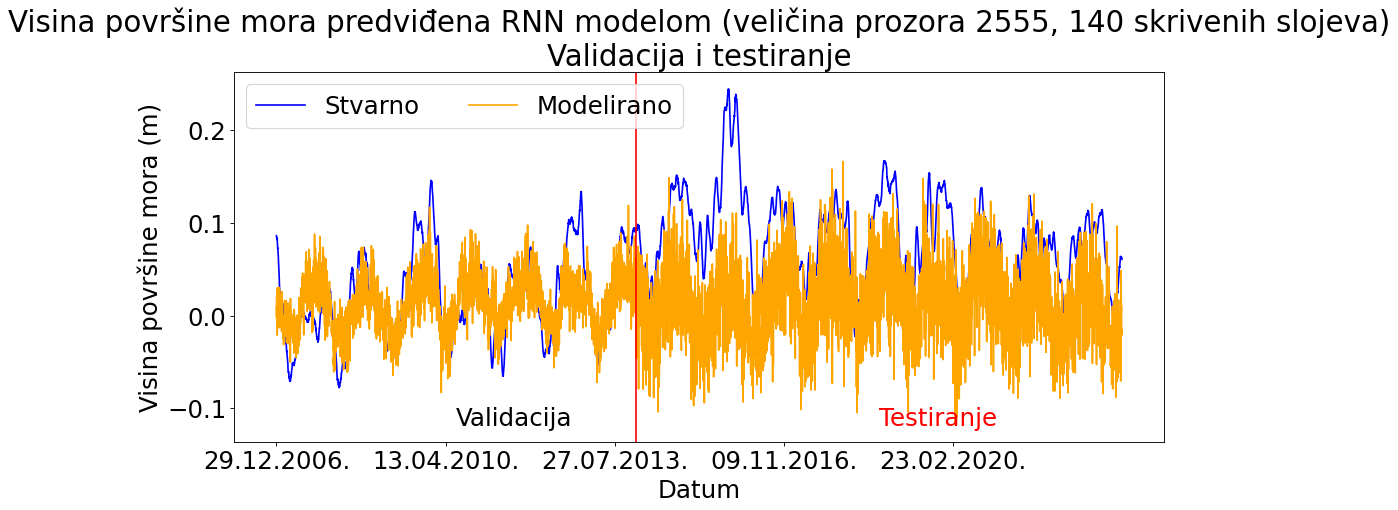 Visina površine mora predviđena RNN modelom (veličina prozora 2555, 140 skrivenih slojeva)
Validacija i testiranje
Stvarno Modelirano
Visina površine mora (m)
0.2
0.1
0.0
−0.1
Validacija Testiranje
29.12.2006. 13.04.2010. 27.07.2013. 09.11.2016. 23.02.2020.
Datum